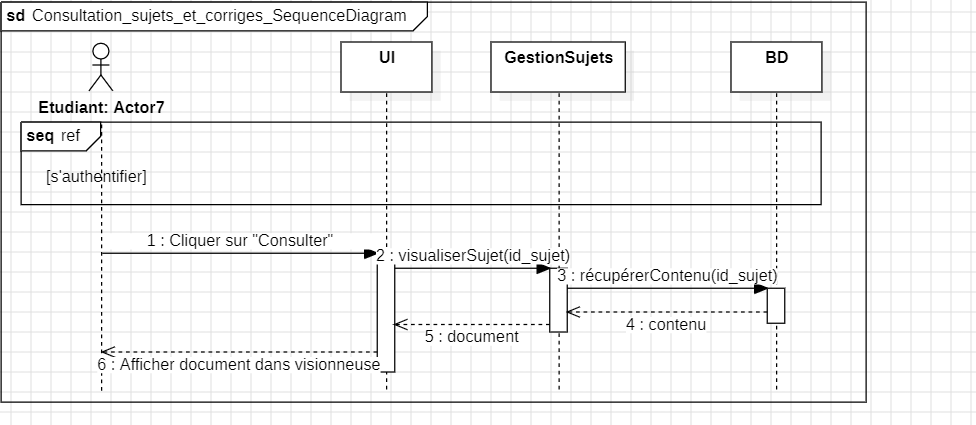 sd Consultation_sujets_et_corriges_SequenceDiagram
UI
GestionSujets
BD
Etudiant: Actor7
seq ref
[s'authentifier]
1 : Cliquer sur "Consulter"
2 : visualiserSujet(id_sujet)
3 : récupérerContenu(id_sujet)
4 : contenu
5 : document
6 : Afficher document dans visionneuse